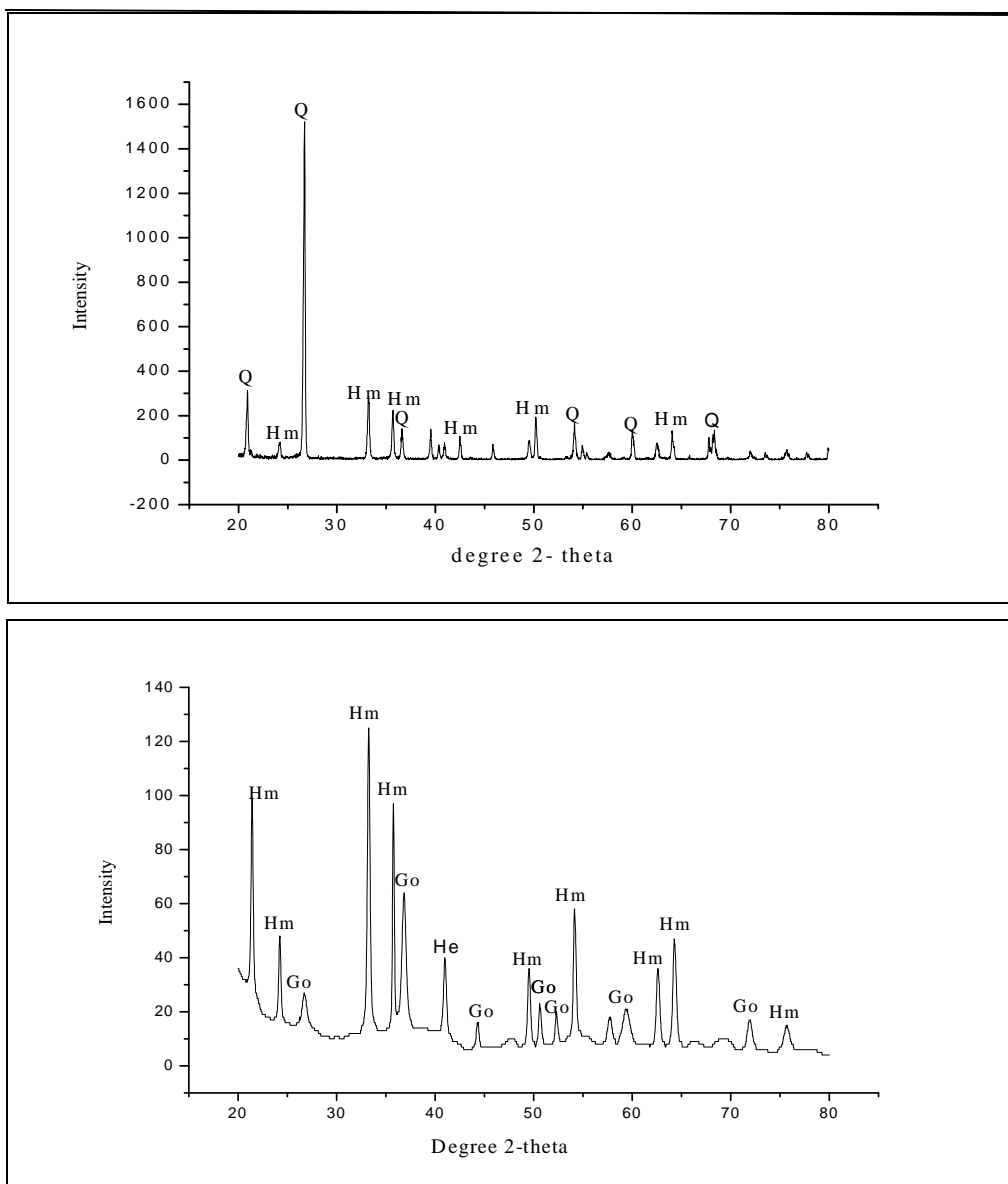 Q
1600
1400
1200
1000
800
600
400
200
0
-200
Intensity
Q
Hm
Hm
Hm
Q
Hm
Hm
Q
Q
Hm
Q
20 30 40 50 60 70 80
degree 2- theta
140
120
100
80
60
40
20
0
Intensity
Hm
Hm
Go
Hm
Hm
Go
He
Go
Hm
Go
Go
Hm
Go
Hm
Hm
Go
Hm
20 30 40 50 60 70 80
Degree 2-theta